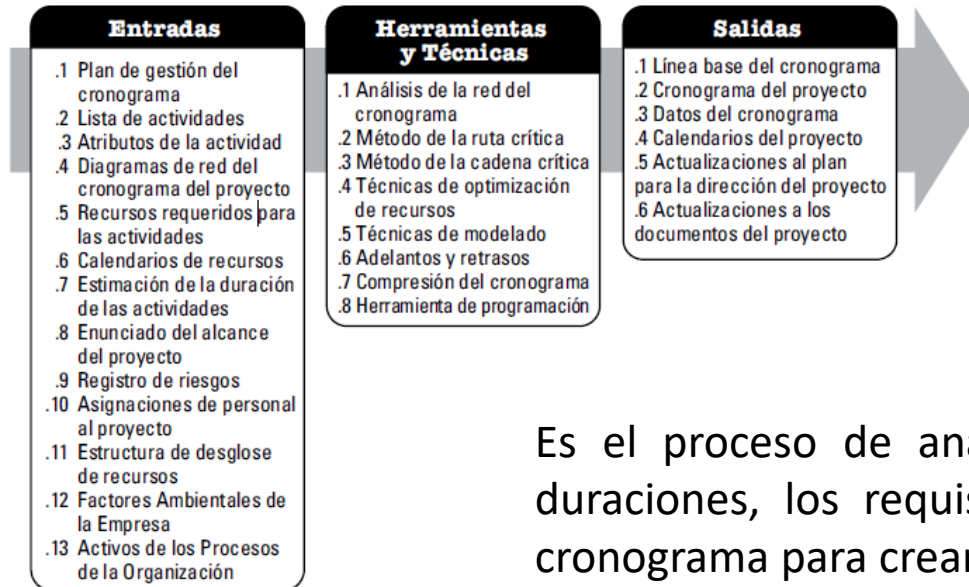 Entradas
.1 Plan de gestión del
cronograma
.2 Lista de actividades
.3 Atributos de la actividad
.4 Diagramas de red del
cronograma del proyecto
.5 Recursos requeridos para
las actividades
.6 Calendarios de recursos
.7 Estimación de la duración
de las actividades
.8 Enunciado del alcance
del proyecto
.9 Registro de riesgos
.10 Asignaciones de personal
al proyecto
.11 Estructura de desglose
de recursos
.12 Factores Ambientales de
la Empresa
.13 Activos de los Procesos
de la Organización
Herramientas
y Técnicas
.1 Análisis de la red del
cronograma
.2 Método de la ruta crítica
.3 Método de la cadena crítica
.4 Técnicas de optimización
de recursos
.5 Técnicas de modelado
.6 Adelantos y retrasos
.7 Compresión del cronograma
.8 Herramienta de programación
Salidas
.1 Línea base del cronograma
.2 Cronograma del proyecto
.3 Datos del cronograma
.4 Calendarios del proyecto
.5 Actualizaciones al plan
para la dirección del proyecto
.6 Actualizaciones a los
documentos del proyecto
Es el proceso de
duraciones, los
cronograma para